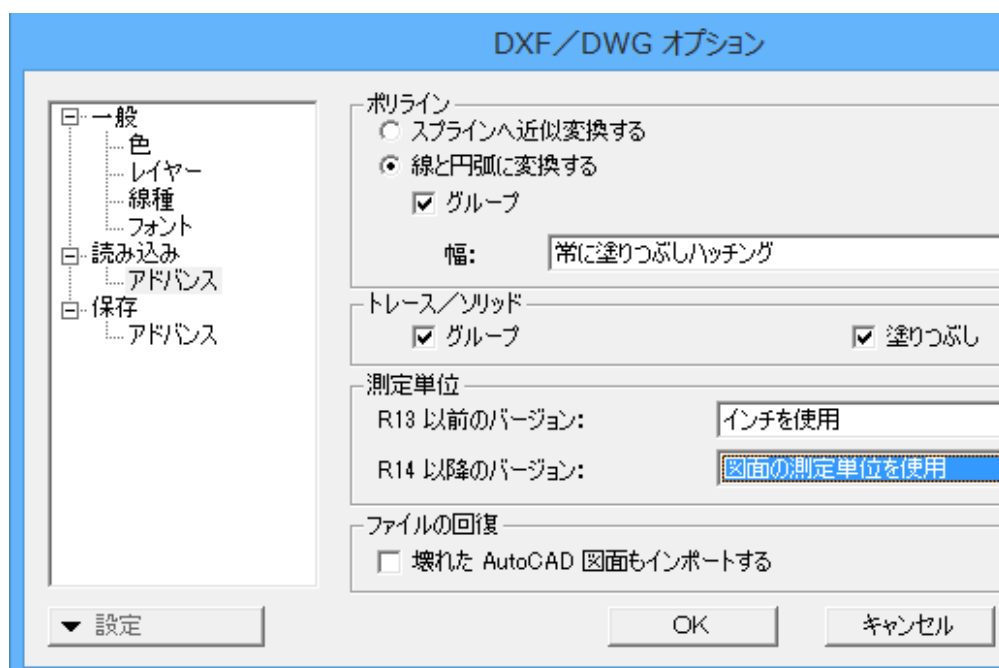 DXF／DWG オプション
一般
色
レイヤー
線種
フォント
読み込み
アドバンス
保存
アドバンス
ポリライン
スプラインへ近似変換する
線と円弧に変換する
グループ
幅: 常に塗りつぶしハッチング
トレース／ソリッド
グループ 塗りつぶし
測定単位
R13 以前のバージョン: インチを使用
R14 以降のバージョン: 図面の測定単位を使用
ファイルの回復
壊れた AutoCAD 図面もインポートする
設定 OK キャンセル